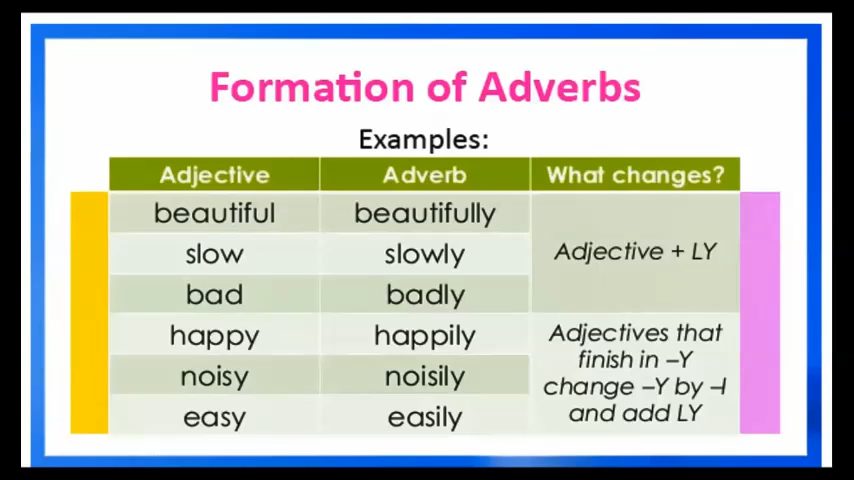 Formation of Adverbs
Examples:
Adjective Adverb What changes?
beautiful beautifully
slow slowly Adjective + LY
bad badly
happy happily Adjectives that
finish in –Y
noisy noisily change –Y by –I
easy easily and add LY